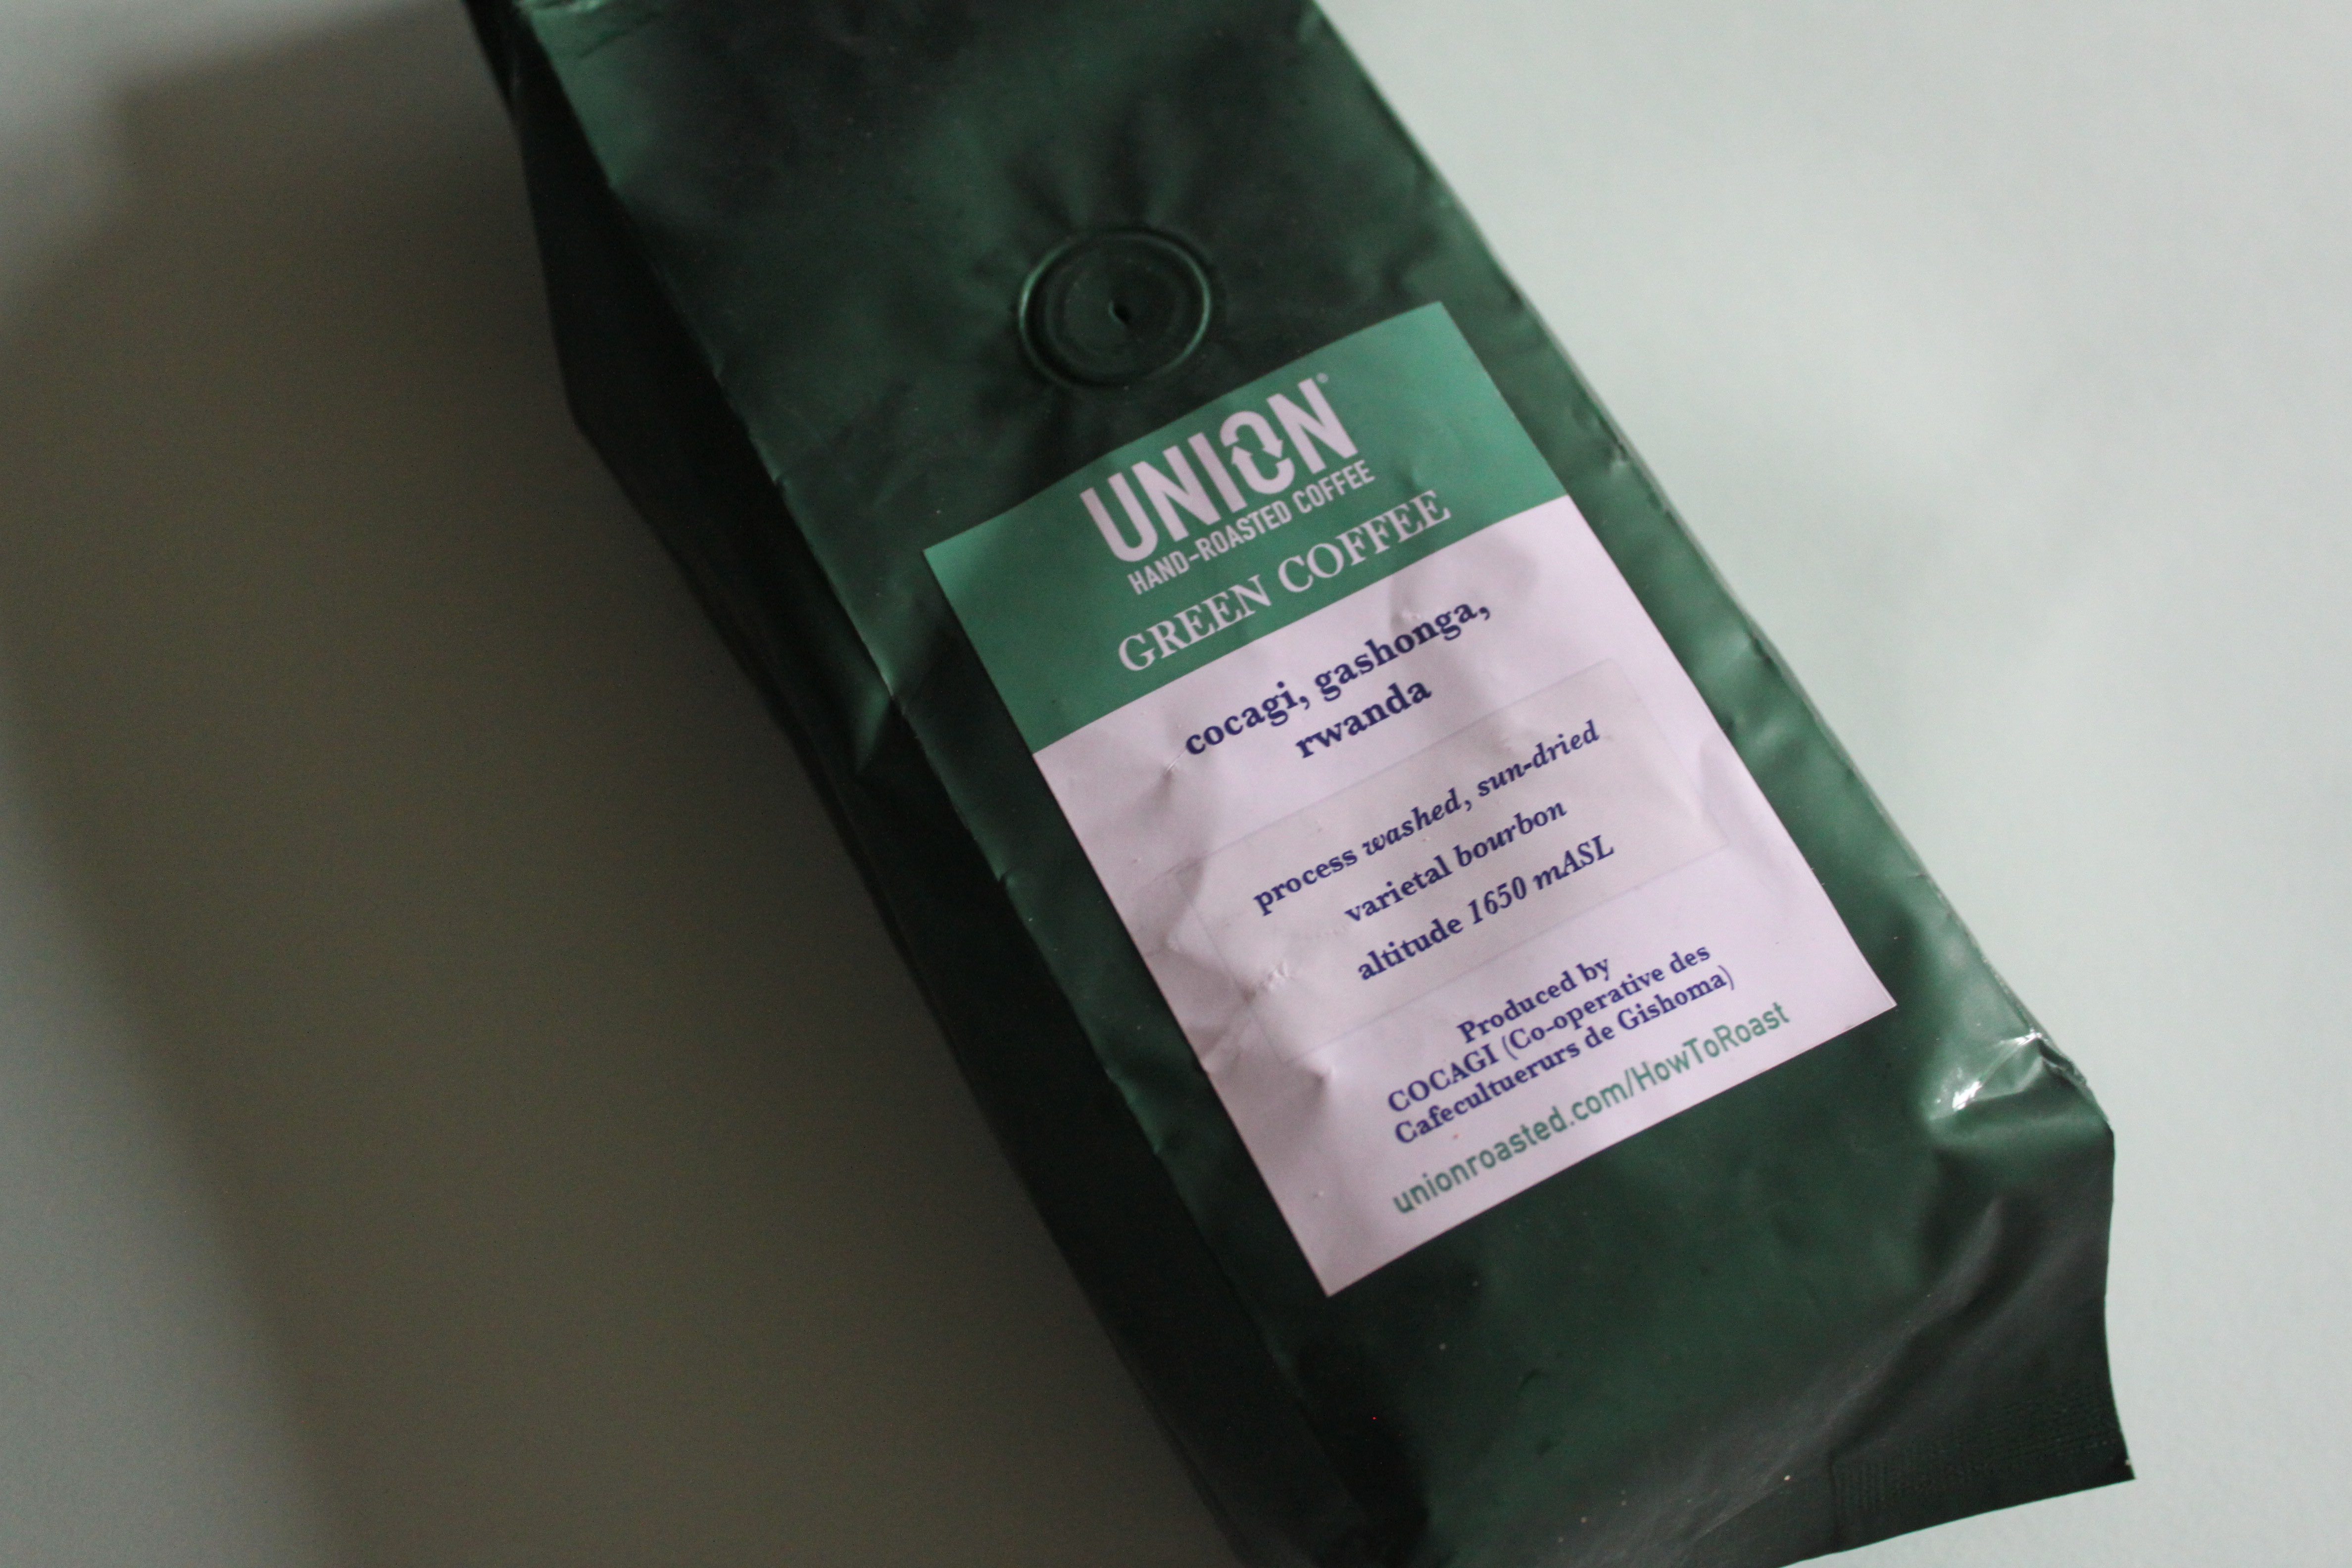 UNION®
HAND-ROASTED COFFEE
GREEN COFFEE
cocagi, gashonga,
rwanda
process washed, sun-dried
varietal bourbon
altitude 1650 mASL
Produced by
COCAGI (Co-operative des
Cafecultuerurs de Gishoma)
unionroasted.com/HowToRoast